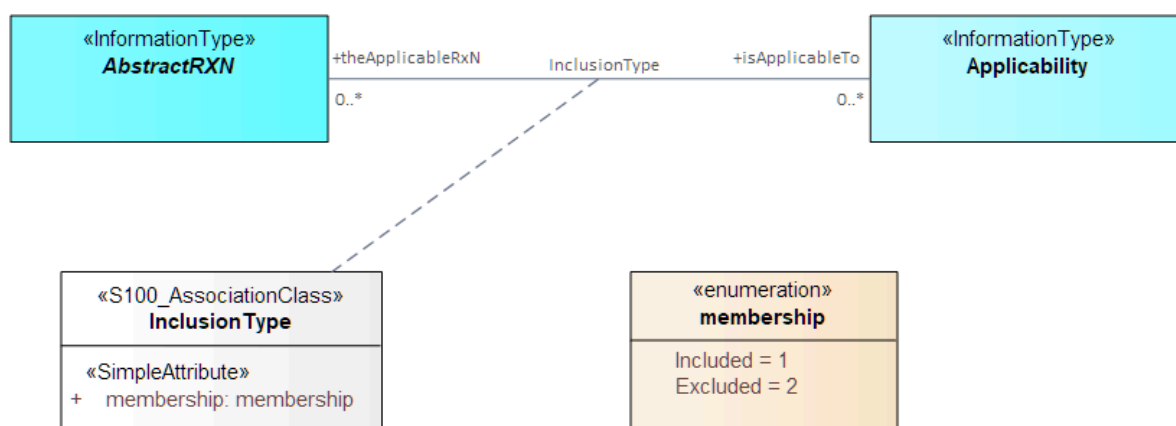 «InformationType»
AbstractRXN
+theApplicableRxN
0..*
InclusionType
+isApplicableTo
0..*
«InformationType»
Applicability
«S100_AssociationClass»
InclusionType
«SimpleAttribute»
+ membership: membership
«enumeration»
membership
Included = 1
Excluded = 2